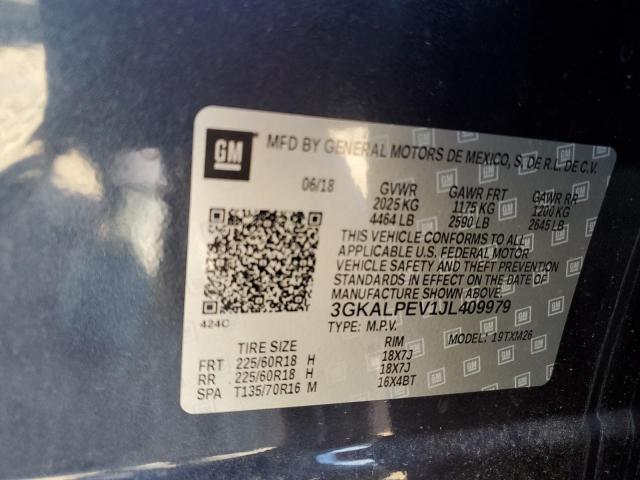 GM
MFD BY GENERAL MOTORS DE MEXICO, S. DE R.L. DE C.V.
06/18 GVWR GAWR FRT GAWR RR
2025 KG 1175 KG 1200 KG
4464 LB 2590 LB 2645 LB
THIS VEHICLE CONFORMS TO ALL
APPLICABLE U.S. FEDERAL MOTOR
VEHICLE SAFETY AND THEFT PREVENTION
STANDARDS IN EFFECT ON THE DATE OF
MANUFACTURE SHOWN ABOVE.
3GKALPEV1JL409979
424C TYPE: M.P.V. MODEL: 19TXM26
TIRE SIZE RIM
FRT 225/60R18 H 18X7J
RR 225/60R18 H 18X7J
SPA T135/70R16 M 16X4BT